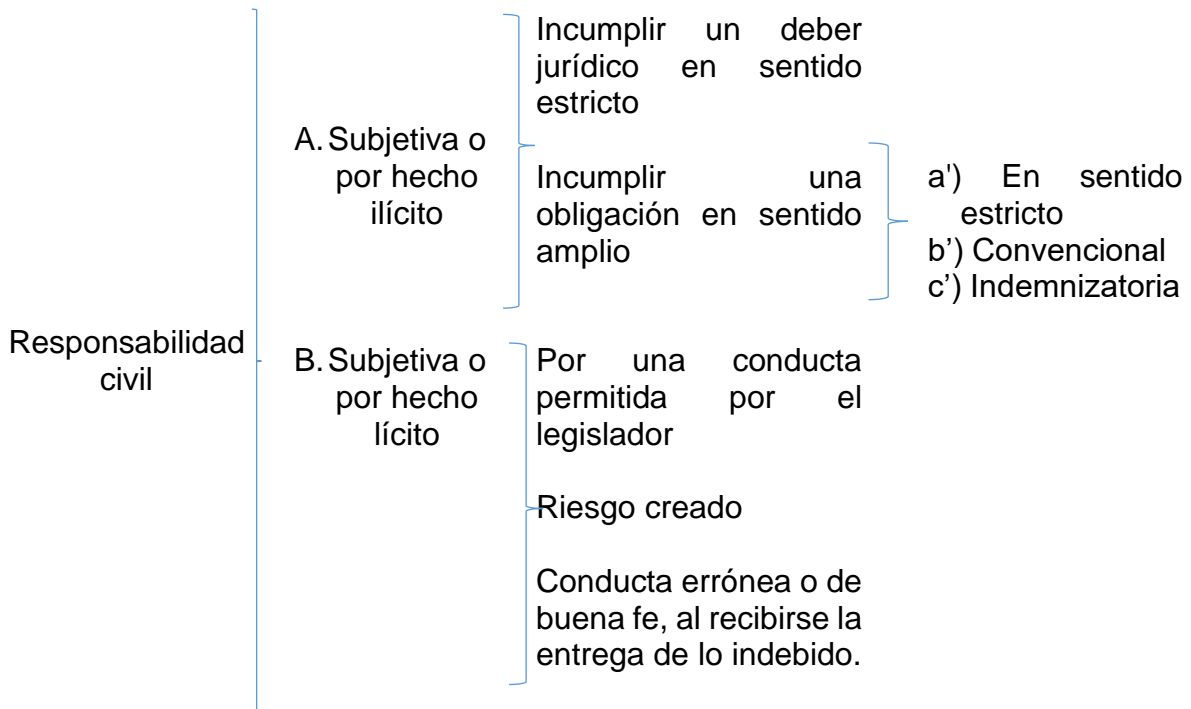 Responsabilidad
civil
A. Subjetiva o
por hecho
ilícito
Incumplir un deber
jurídico en sentido
estricto
Incumplir una
obligación en sentido
amplio
a') En sentido
estricto
b’) Convencional
c’) Indemnizatoria
B. Subjetiva o
por hecho
lícito
Por una conducta
permitida por el
legislador
Riesgo creado
Conducta errónea o de
buena fe, al recibirse la
entrega de lo indebido.